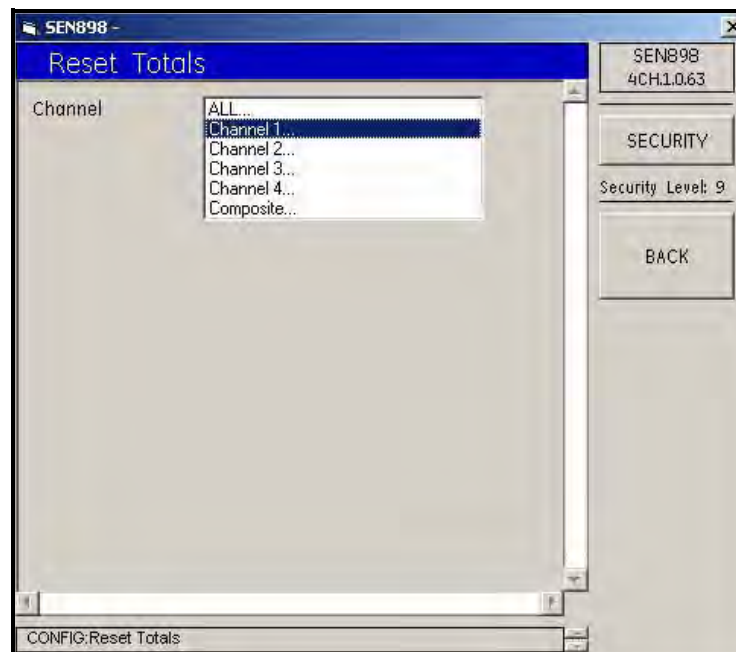 SEN898 -
Reset Totals
SEN898
4CH.1.0.63
Channel
ALL...
Channel 1...
Channel 2...
Channel 3...
Channel 4...
Composite...
SECURITY
Security Level: 9
BACK
CONFIG:Reset Totals